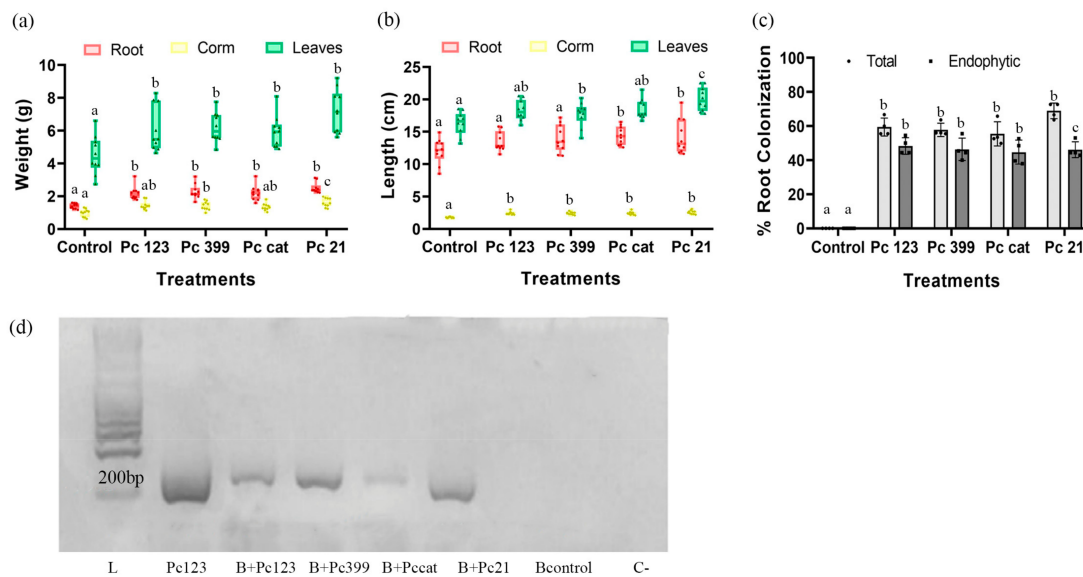 (a)
Root Corm Leaves
10
8
6
4
2
0
Weight (g)
a a a
b ab b
b b b
b ab b
b c b
Control Pc 123 Pc 399 Pc cat Pc 21
Treatments
(b)
Root Corm Leaves
25
20
15
10
5
0
Length (cm)
a a a
a b ab
a b b
b b ab
b b c
Control Pc 123 Pc 399 Pc cat Pc 21
Treatments
(c)
Total Endophytic
100
80
60
40
20
0
% Root Colonization
a a
b b
b b
b b
b c
Control Pc 123 Pc 399 Pc cat Pc 21
Treatments
(d)
200bp
L Pc123 B+Pc123 B+Pc399 B+Pccat B+Pc21 Bcontrol C-